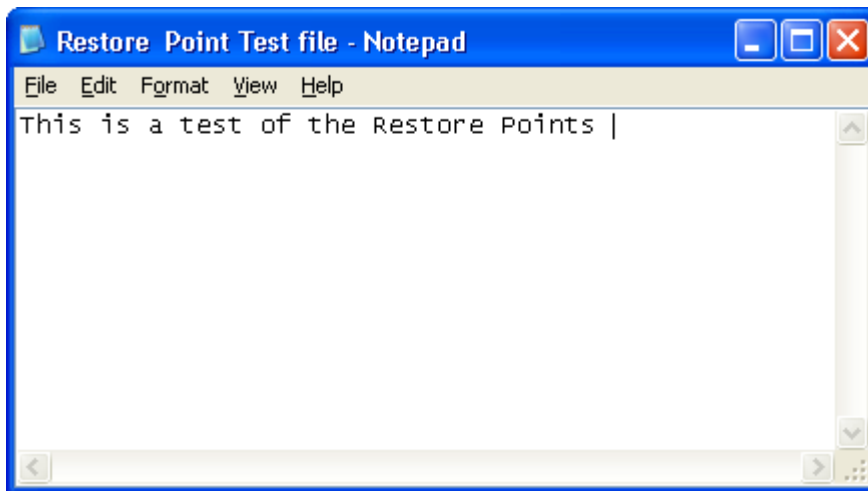 Restore  Point Test file - Notepad
File Edit Format View Help
This is a test of the Restore Points